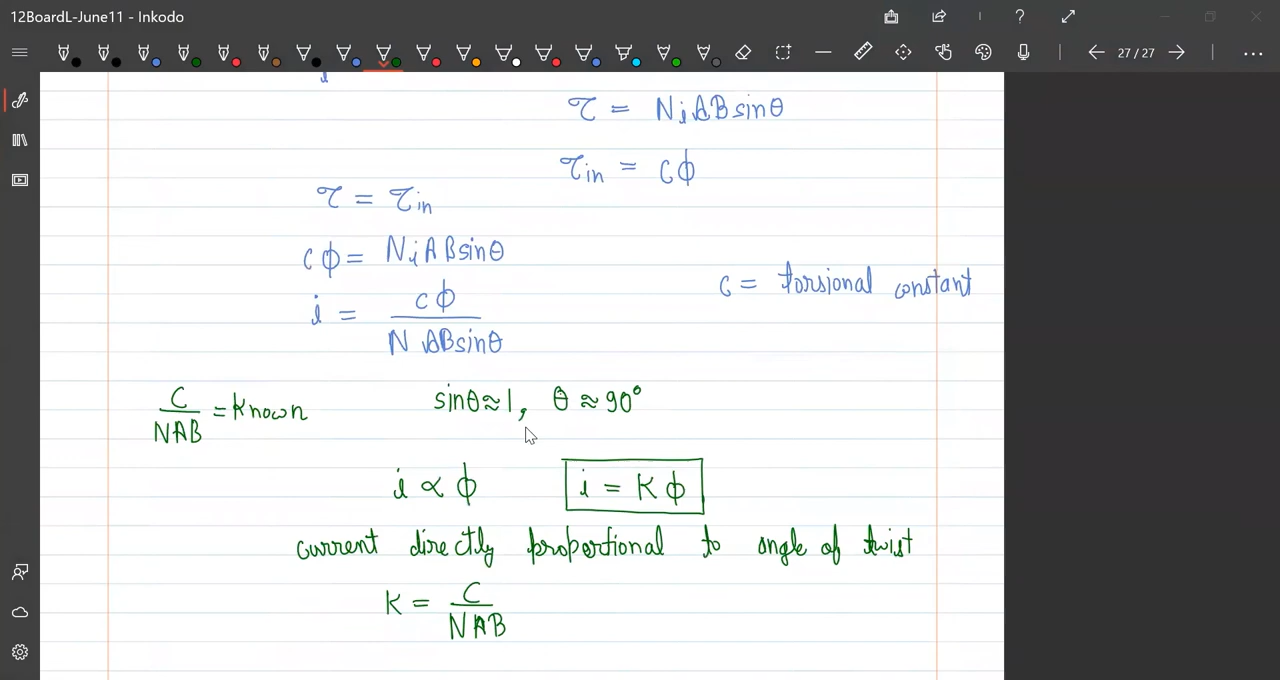 12BoardL-June11 - Inkodo
27/27
i
τ = NiABsinθ
τin = Cϕ
τ = τin
Cϕ = NiABsinθ
C = torsional constant
i = Cϕ / NABsinθ
C/NAB = Known
sinθ≈1, θ≈90°
i ∝ ϕ
i = Kϕ
current directly proportional to angle of twist
K = C/NAB